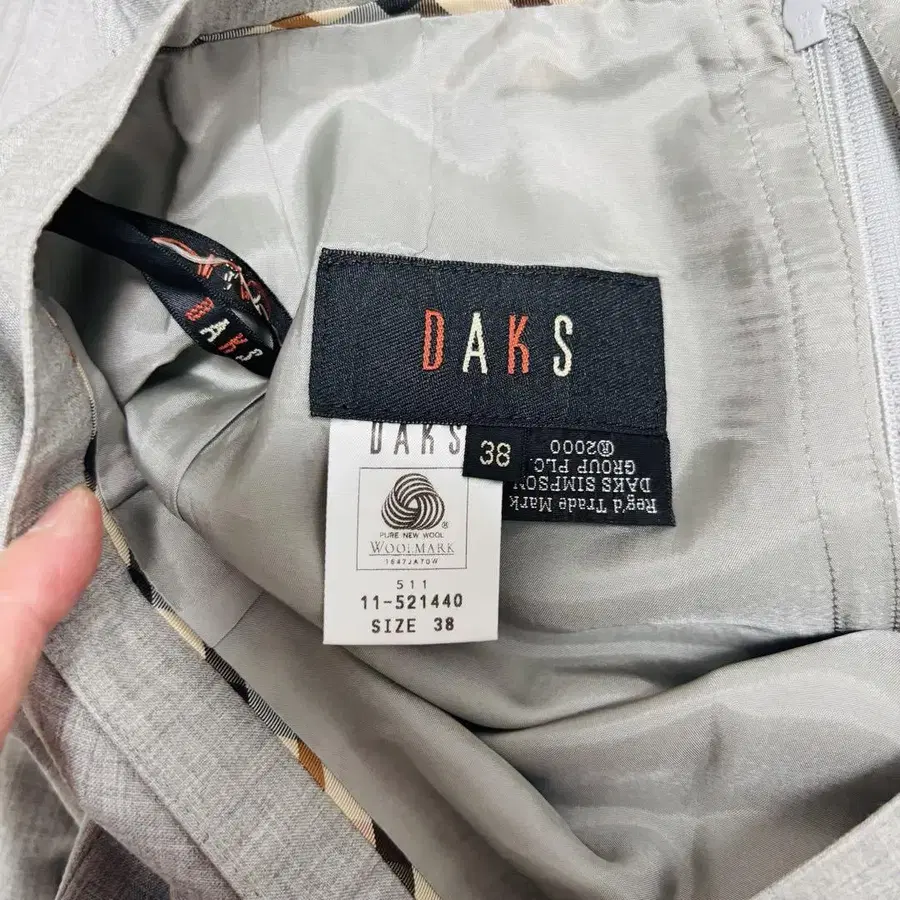 DAKS
DAKS
38
Reg'd Trade Mark
DAKS SIMPSON
GROUP PLC.
®2000
®
PURE NEW WOOL
WOOLMARK
1647JA70W
511
11-521440
SIZE 38